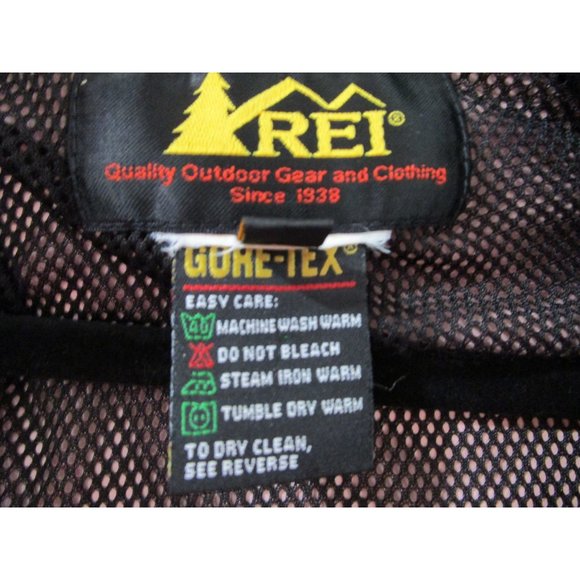 REI®
Quality Outdoor Gear and Clothing
Since 1938
GORE-TEX®
EASY CARE:
40 MACHINE WASH WARM
DO NOT BLEACH
STEAM IRON WARM
TUMBLE DRY WARM
TO DRY CLEAN,
SEE REVERSE